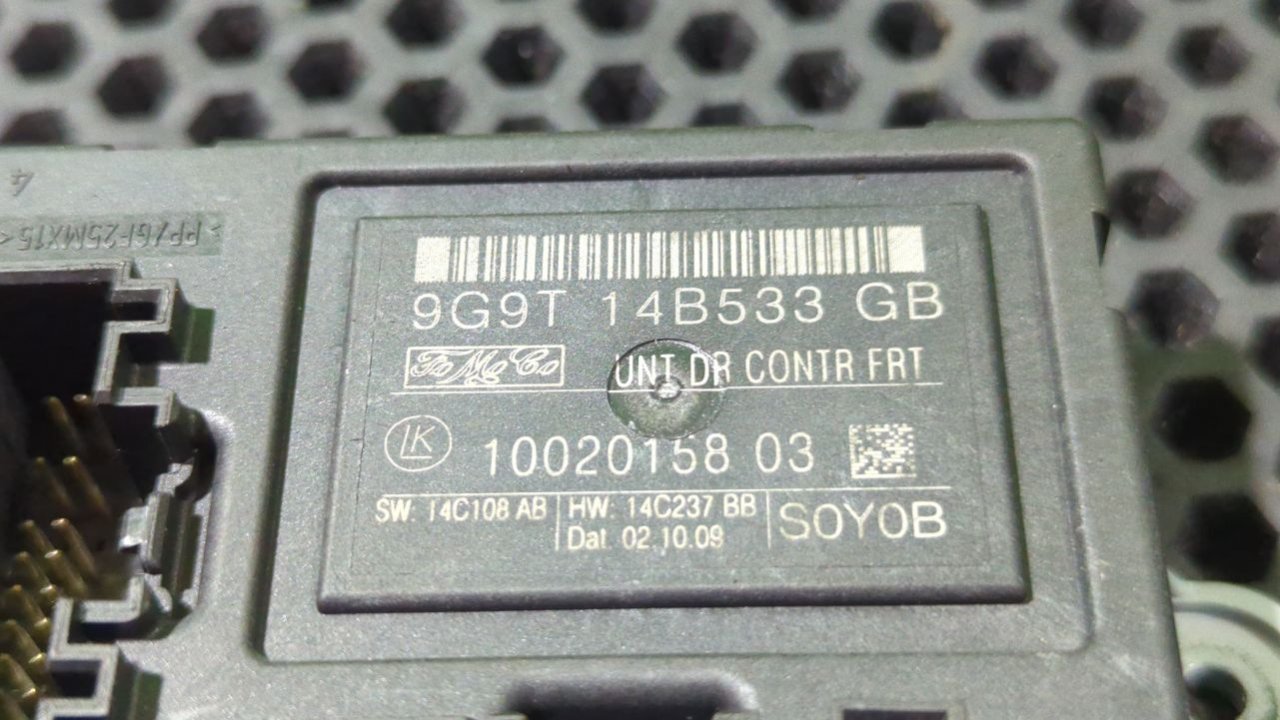 4
>PP/GF25MX15<
9G9T 14B533 GB
FoMoCo UNT DR CONTR FRT
LK 10020158 03
SW: 14C108 AB HW: 14C237 BB S0Y0B
Dat 02.10.09